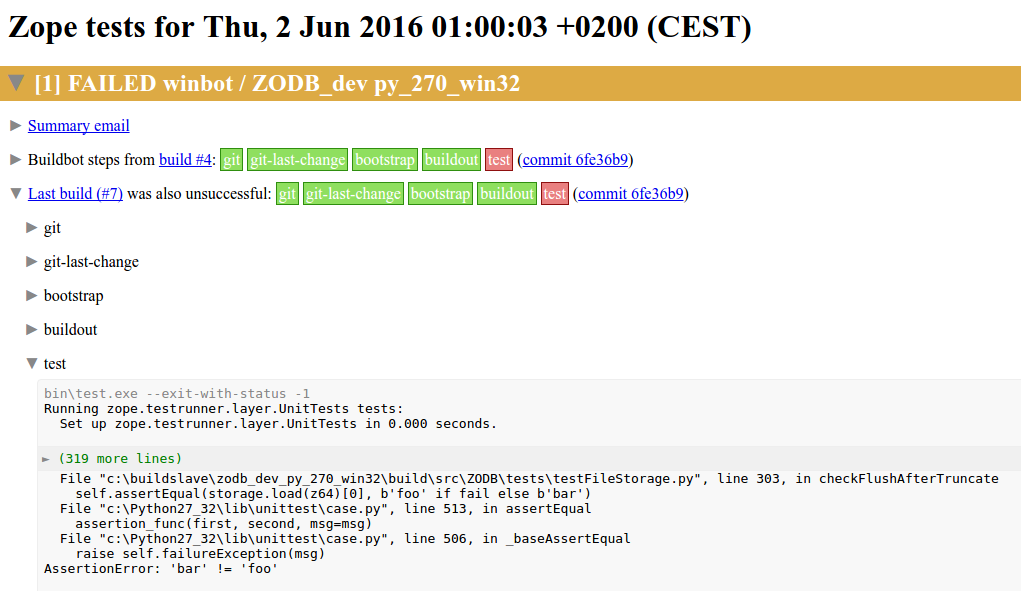 Zope tests for Thu, 2 Jun 2016 01:00:03 +0200 (CEST)
[1] FAILED winbot / ZODB_dev py_270_win32
Summary email
Buildbot steps from build #4: git git-last-change bootstrap buildout test (commit 6fe36b9)
Last build (#7) was also unsuccessful: git git-last-change bootstrap buildout test (commit 6fe36b9)
git
git-last-change
bootstrap
buildout
test
bin\test.exe --exit-with-status -1
Running zope.testrunner.layer.UnitTests tests:
  Set up zope.testrunner.layer.UnitTests in 0.000 seconds.
(319 more lines)
  File "c:\buildslave\zodb_dev_py_270_win32\build\src\ZODB\tests\testFileStorage.py", line 303, in checkFlushAfterTruncate
    self.assertEqual(storage.load(z64)[0], b'foo' if fail else b'bar')
  File "c:\Python27_32\lib\unittest\case.py", line 513, in assertEqual
    assertion_func(first, second, msg=msg)
  File "c:\Python27_32\lib\unittest\case.py", line 506, in _baseAssertEqual
    raise self.failureException(msg)
AssertionError: 'bar' != 'foo'